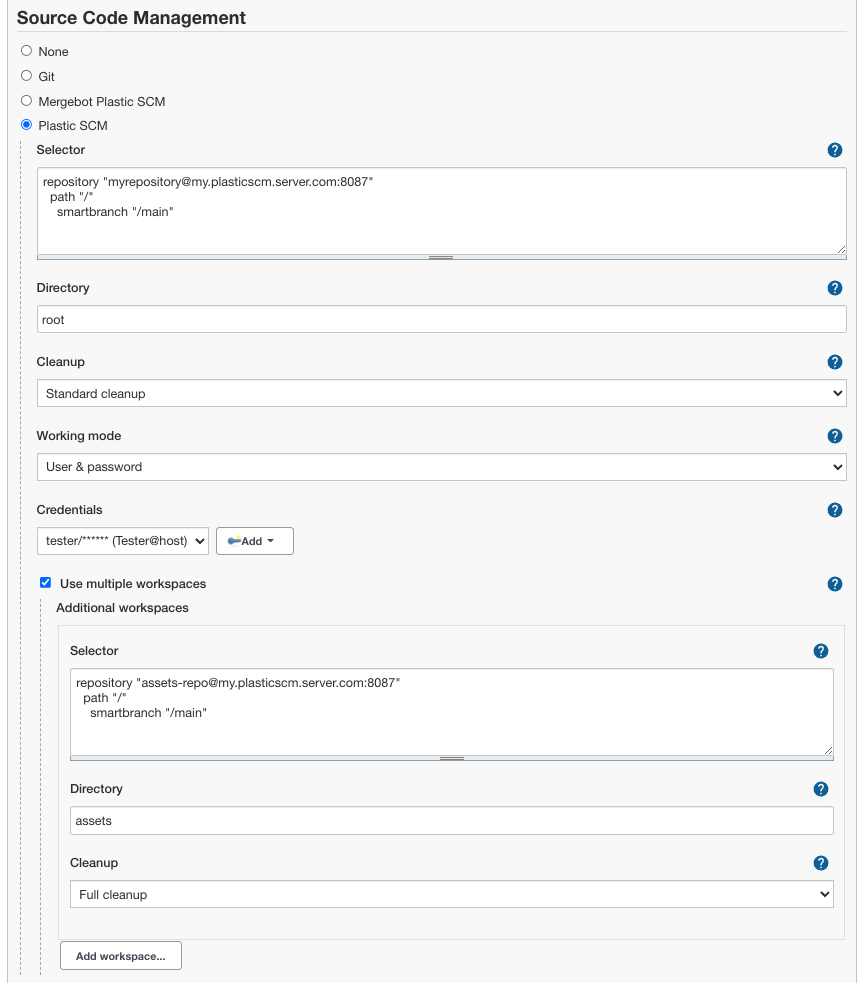 Source Code Management
None
Git
Mergebot Plastic SCM
Plastic SCM
Selector
repository "myrepository@my.plasticscm.server.com:8087"
path "/"
smartbranch "/main"
Directory
root
Cleanup
Standard cleanup
Working mode
User & password
Credentials
tester/****** (Tester@host)
Add
Use multiple workspaces
Additional workspaces
Selector
repository "assets-repo@my.plasticscm.server.com:8087"
path "/"
smartbranch "/main"
Directory
assets
Cleanup
Full cleanup
Add workspace...